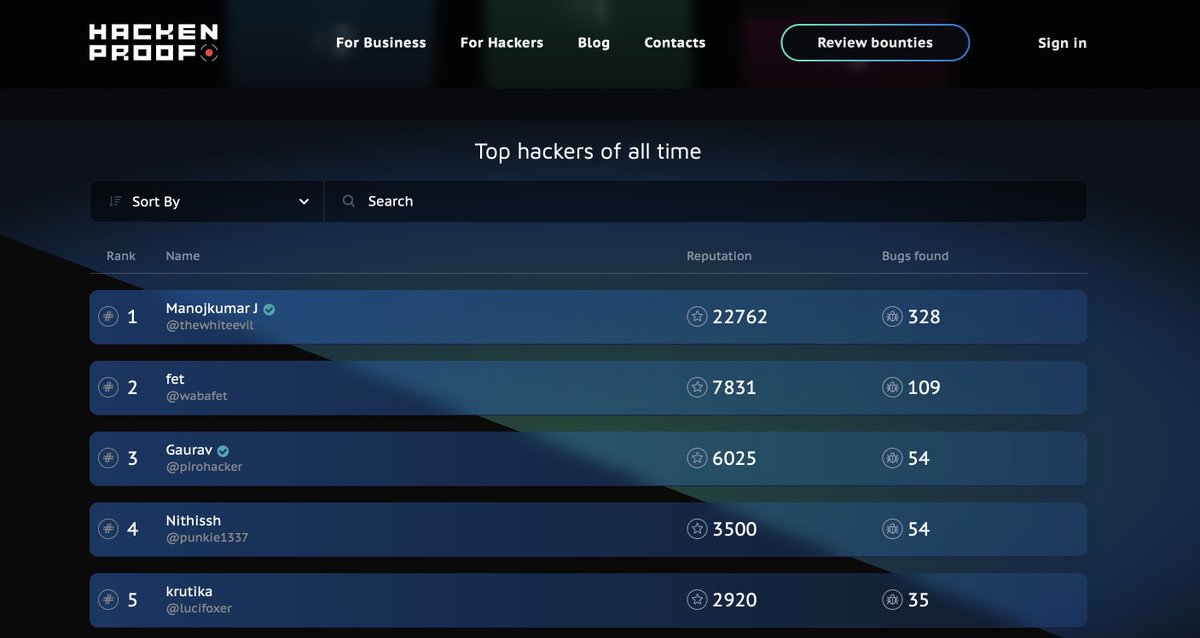 HACKEN
PROOF
For Business For Hackers Blog Contacts Review bounties Sign in
Top hackers of all time
Sort By Search
Rank Name Reputation Bugs found
# 1 Manojkumar J 22762 328
@thewhiteevil
# 2 fet 7831 109
@wabafet
# 3 Gaurav 6025 54
@pirohacker
# 4 Nithissh 3500 54
@punkie1337
# 5 krutika 2920 35
@lucifoxer